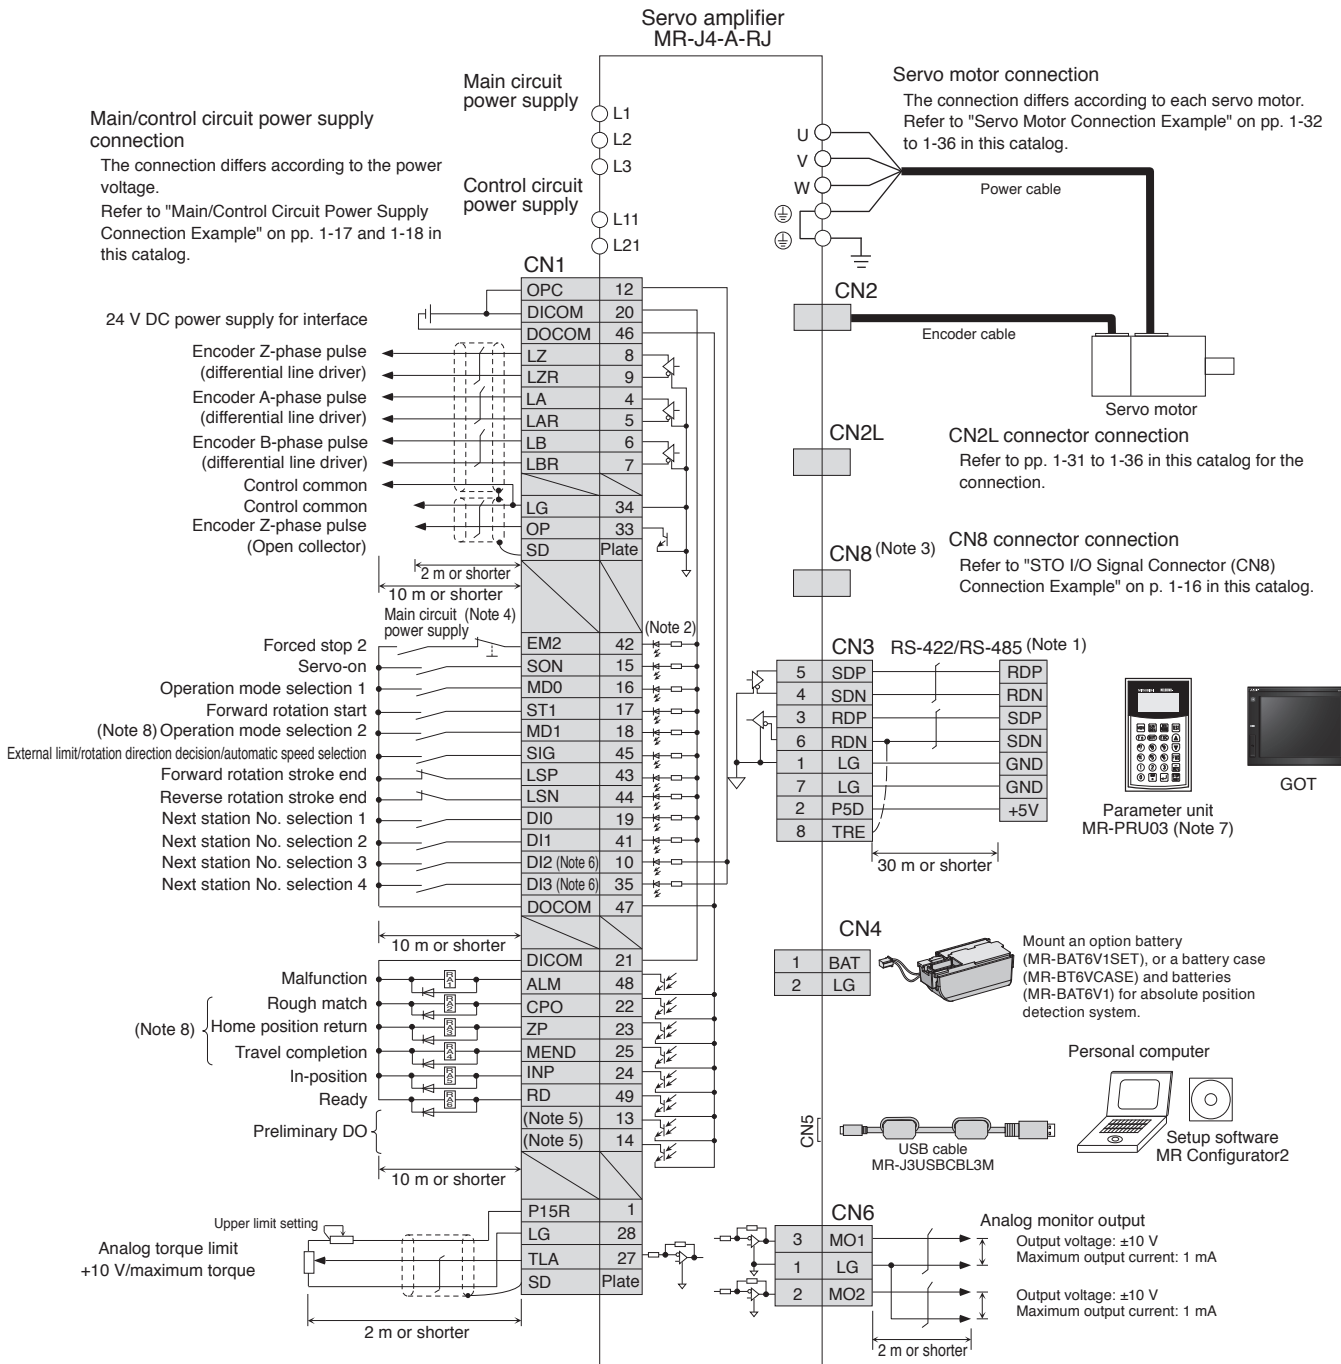 Servo amplifier
MR-J4-A-RJ
Main circuit
power supply
L1
L2
L3
Control circuit
power supply
L11
L21
Main/control circuit power supply
connection
The connection differs according to the power
voltage.
Refer to "Main/Control Circuit Power Supply
Connection Example" on pp. 1-17 and 1-18 in
this catalog.
Servo motor connection
The connection differs according to each servo motor.
Refer to "Servo Motor Connection Example" on pp. 1-32
to 1-36 in this catalog.
U
V
W
Power cable
CN2
Encoder cable
Servo motor
CN2L
CN2L connector connection
Refer to pp. 1-31 to 1-36 in this catalog for the
connection.
CN8 (Note 3)
CN8 connector connection
Refer to "STO I/O Signal Connector (CN8)
Connection Example" on p. 1-16 in this catalog.
CN1
OPC 12
24 V DC power supply for interface DICOM 20
DOCOM 46
Encoder Z-phase pulse LZ 8
(differential line driver) LZR 9
Encoder A-phase pulse LA 4
(differential line driver) LAR 5
Encoder B-phase pulse LB 6
(differential line driver) LBR 7
Control common
Control common LG 34
Encoder Z-phase pulse OP 33
(Open collector) SD Plate
2 m or shorter
10 m or shorter
Main circuit (Note 4)
power supply
(Note 2)
Forced stop 2 EM2 42
Servo-on SON 15
Operation mode selection 1 MD0 16
Forward rotation start ST1 17
(Note 8) Operation mode selection 2 MD1 18
External limit/rotation direction decision/automatic speed selection SIG 45
Forward rotation stroke end LSP 43
Reverse rotation stroke end LSN 44
Next station No. selection 1 DI0 19
Next station No. selection 2 DI1 41
Next station No. selection 3 DI2 (Note 6) 10
Next station No. selection 4 DI3 (Note 6) 35
DOCOM 47
10 m or shorter
DICOM 21
Malfunction RA1 ALM 48
Rough match RA2 CPO 22
(Note 8) Home position return RA3 ZP 23
Travel completion RA4 MEND 25
In-position RA5 INP 24
Ready RA6 RD 49
(Note 5) 13
Preliminary DO
(Note 5) 14
10 m or shorter
P15R 1
Upper limit setting LG 28
Analog torque limit TLA 27
+10 V/maximum torque SD Plate
2 m or shorter
CN3 RS-422/RS-485 (Note 1)
5 SDP RDP
4 SDN RDN
3 RDP SDP
6 RDN SDN
1 LG GND
7 LG GND
2 P5D +5V
8 TRE
30 m or shorter
Parameter unit
MR-PRU03 (Note 7)
GOT
CN4
1 BAT
2 LG
Mount an option battery
(MR-BAT6V1SET), or a battery case
(MR-BT6VCASE) and batteries
(MR-BAT6V1) for absolute position
detection system.
Personal computer
CN5
USB cable
MR-J3USBCBL3M
Setup software
MR Configurator2
CN6
3 MO1
1 LG
2 MO2
Analog monitor output
Output voltage: ±10 V
Maximum output current: 1 mA
Output voltage: ±10 V
Maximum output current: 1 mA
2 m or shorter